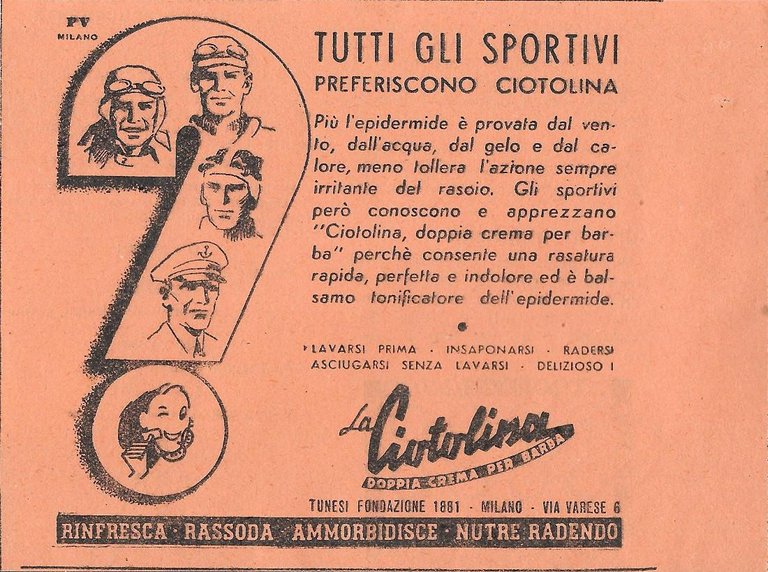 PV
MILANO
TUTTI GLI SPORTIVI
PREFERISCONO CIOTOLINA
Più l'epidermide è provata dal ven-
to, dall'acqua, dal gelo e dal ca-
lore, meno tollera l'azione sempre
irritante del rasoio. Gli sportivi
però conoscono e apprezzano
"Ciotolina, doppia crema per bar-
ba" perchè consente una rasatura
rapida, perfetta e indolore ed è bal-
samo tonificatore dell'epidermide.
LAVARSI PRIMA · INSAPONARSI · RADERSI
ASCIUGARSI SENZA LAVARSI · DELIZIOSO !
La Ciotolina
DOPPIA CREMA PER BARBA
TUNESI FONDAZIONE 1881 · MILANO · VIA VARESE 6
RINFRESCA · RASSODA · AMMORBIDISCE · NUTRE RADENDO